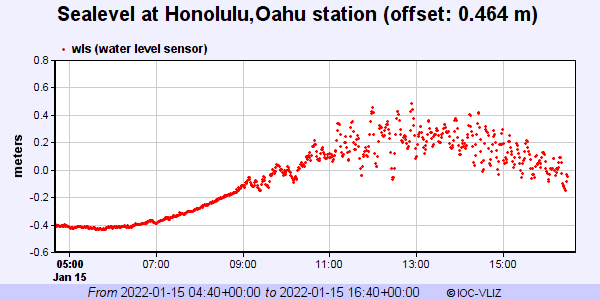 Sealevel at Honolulu,Oahu station (offset: 0.464 m)
wls (water level sensor)
meters
0.8
0.6
0.4
0.2
0.0
-0.2
-0.4
-0.6
05:00 07:00 09:00 11:00 13:00 15:00
Jan 15
From 2022-01-15 04:40+00:00 to 2022-01-15 16:40+00:00 © IOC-VLIZ